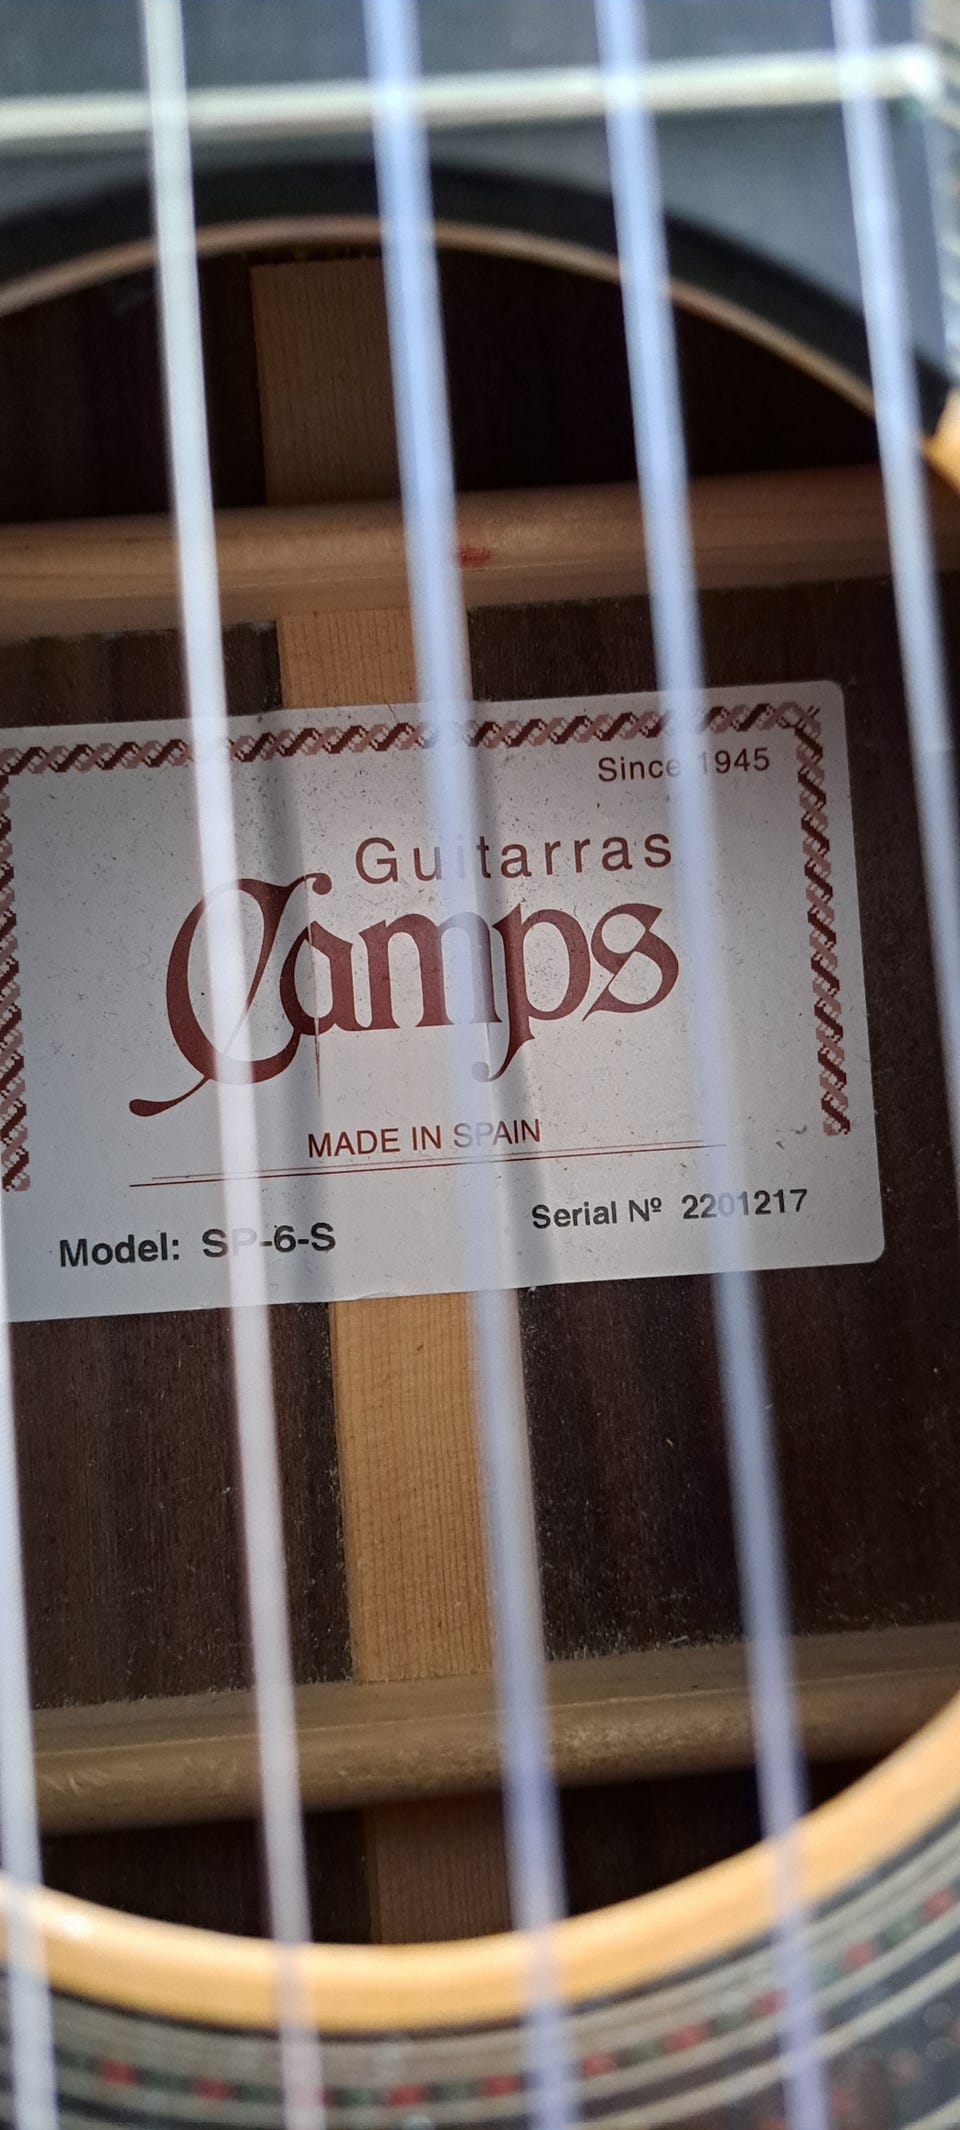 Since 1945
Guitarras
Camps
MADE IN SPAIN
Model: SP-6-S
Serial Nº 2201217